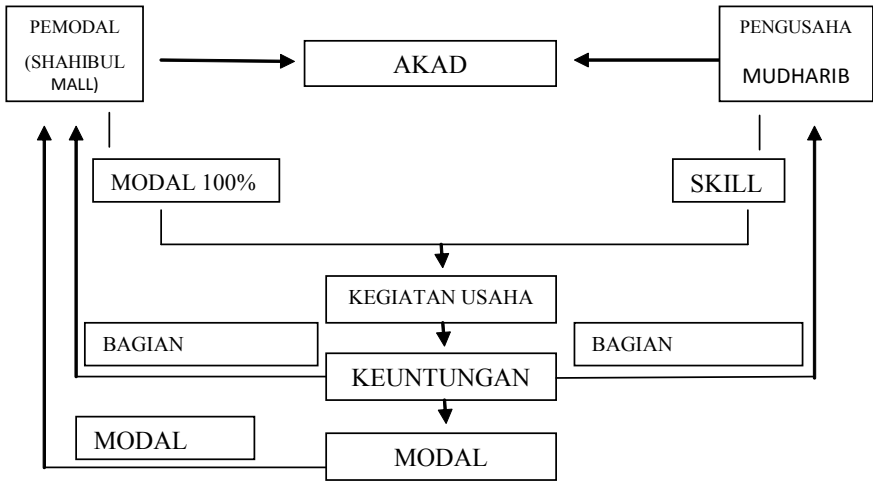 PEMODAL
(SHAHIBUL
MALL)
AKAD
PENGUSAHA
MUDHARIB
MODAL 100%
SKILL
KEGIATAN USAHA
BAGIAN
BAGIAN
KEUNTUNGAN
MODAL
MODAL